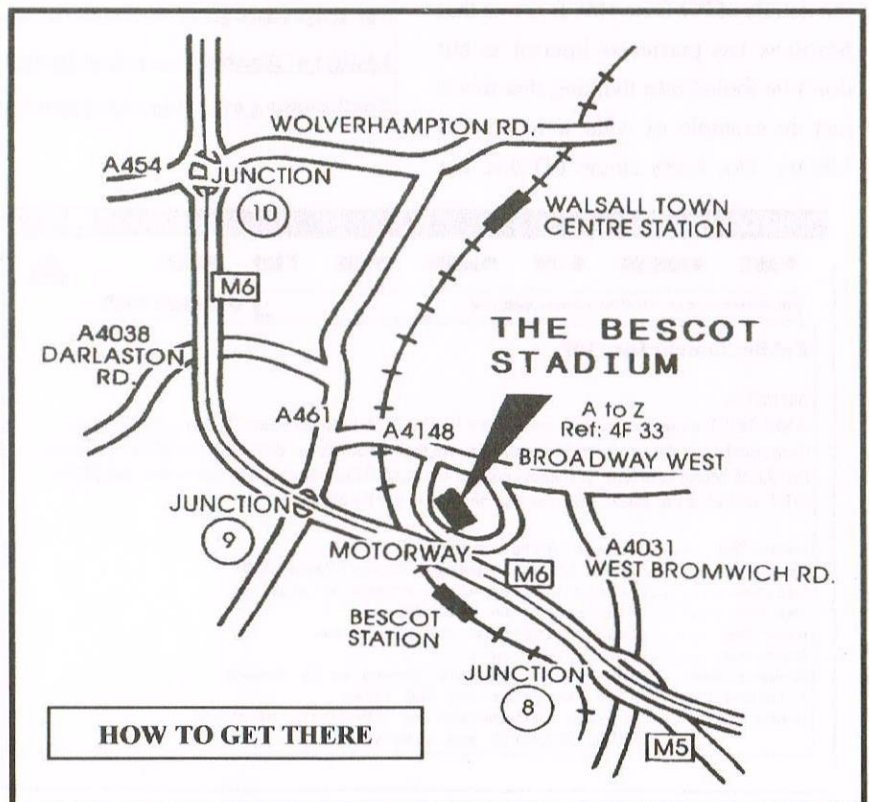 WOLVERHAMPTON RD.
A454
JUNCTION
10
WALSALL TOWN
CENTRE STATION
M6
A4038
DARLASTON
RD.
THE BESCOT
STADIUM
A to Z
Ref: 4F 33
A461
A4148
BROADWAY WEST
JUNCTION
9
MOTORWAY
A4031
WEST BROMWICH RD.
M6
BESCOT
STATION
JUNCTION
8
HOW TO GET THERE
M5